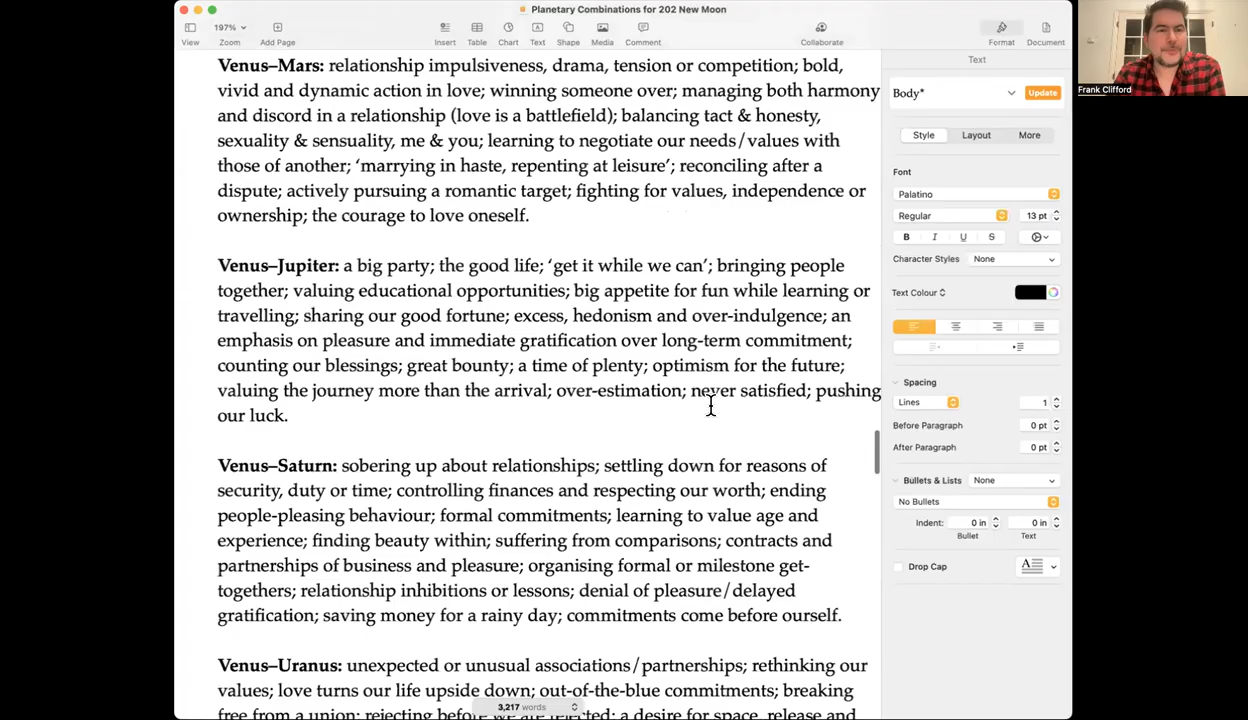 Planetary Combinations for 202 New Moon
197%
View
Zoom
Add Page
Insert
Table
Chart
Text
Shape
Media
Comment
Collaborate
Format
Document
Frank Clifford
Venus–Mars: relationship impulsiveness, drama, tension or competition; bold,
vivid and dynamic action in love; winning someone over; managing both harmony
and discord in a relationship (love is a battlefield); balancing tact & honesty,
sexuality & sensuality, me & you; learning to negotiate our needs/values with
those of another; ‘marrying in haste, repenting at leisure’; reconciling after a
dispute; actively pursuing a romantic target; fighting for values, independence or
ownership; the courage to love oneself.
Venus–Jupiter: a big party; the good life; ‘get it while we can’; bringing people
together; valuing educational opportunities; big appetite for fun while learning or
travelling; sharing our good fortune; excess, hedonism and over-indulgence; an
emphasis on pleasure and immediate gratification over long-term commitment;
counting our blessings; great bounty; a time of plenty; optimism for the future;
valuing the journey more than the arrival; over-estimation; never satisfied; pushing
our luck.
Venus–Saturn: sobering up about relationships; settling down for reasons of
security, duty or time; controlling finances and respecting our worth; ending
people-pleasing behaviour; formal commitments; learning to value age and
experience; finding beauty within; suffering from comparisons; contracts and
partnerships of business and pleasure; organising formal or milestone get-
togethers; relationship inhibitions or lessons; denial of pleasure/delayed
gratification; saving money for a rainy day; commitments come before ourself.
Venus–Uranus: unexpected or unusual associations/partnerships; rethinking our
values; love turns our life upside down; out-of-the-blue commitments; breaking
free from a union; rejecting before we are rejected; a desire for space, release and
3,217 words
Text
Body*
Update
Style
Layout
More
Font
Palatino
Regular
13 pt
B
I
U
S
Character Styles
None
Text Colour
Spacing
Lines
1
Before Paragraph
0 pt
After Paragraph
0 pt
Bullets & Lists
None
No Bullets
Indent:
0 in
0 in
Bullet
Text
Drop Cap
A